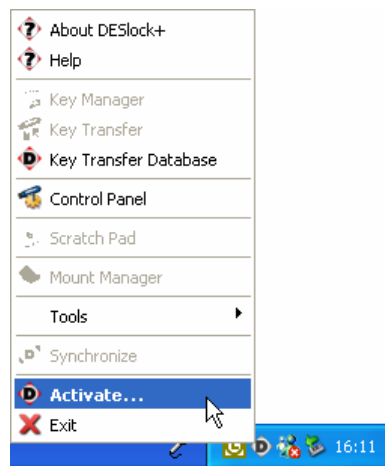 About DESlock+
Help
Key Manager
Key Transfer
Key Transfer Database
Control Panel
Scratch Pad
Mount Manager
Tools
Synchronize
Activate...
Exit
16:11